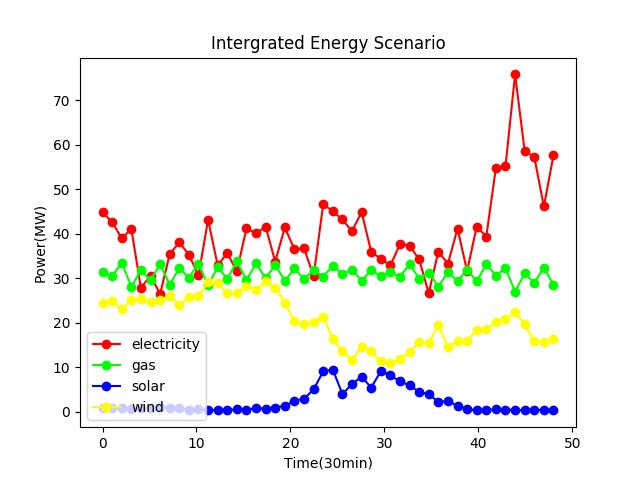 Intergrated Energy Scenario
Power(MW)
70
60
50
40
30
20
10
0
electricity
gas
solar
wind
0 10 20 30 40 50
Time(30min)